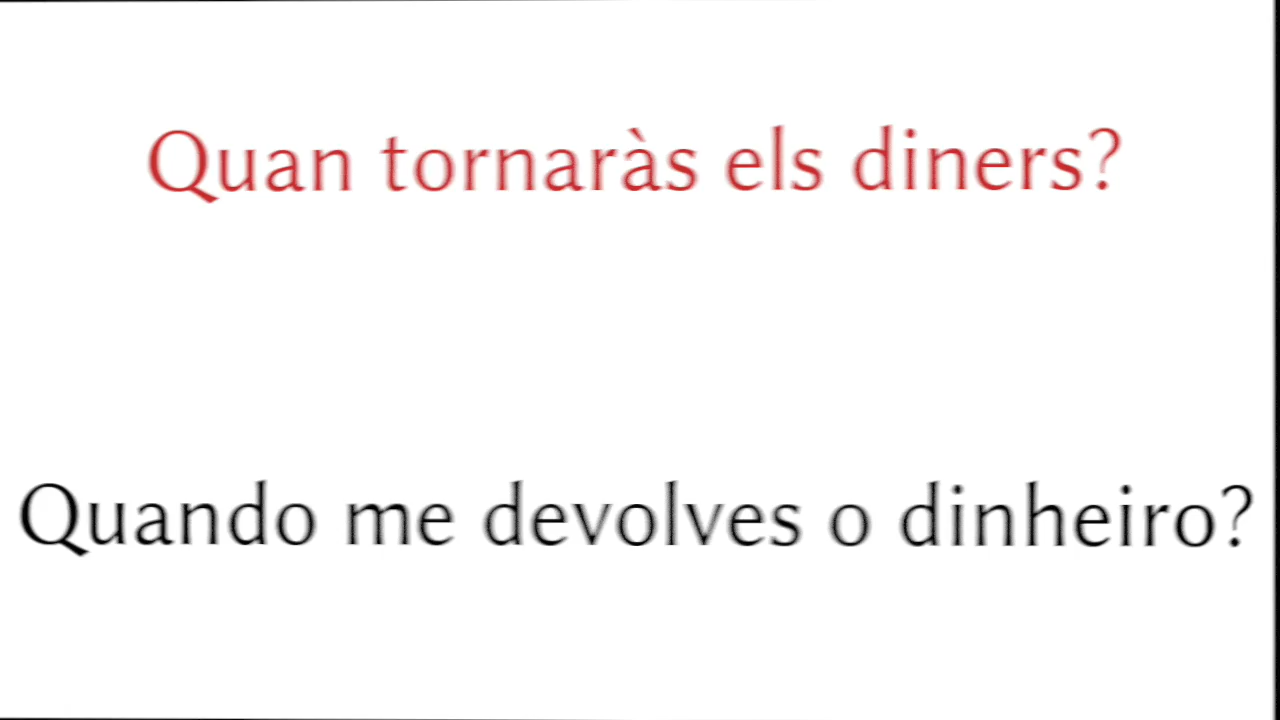 Quan tornaràs els diners?
Quando me devolves o dinheiro?